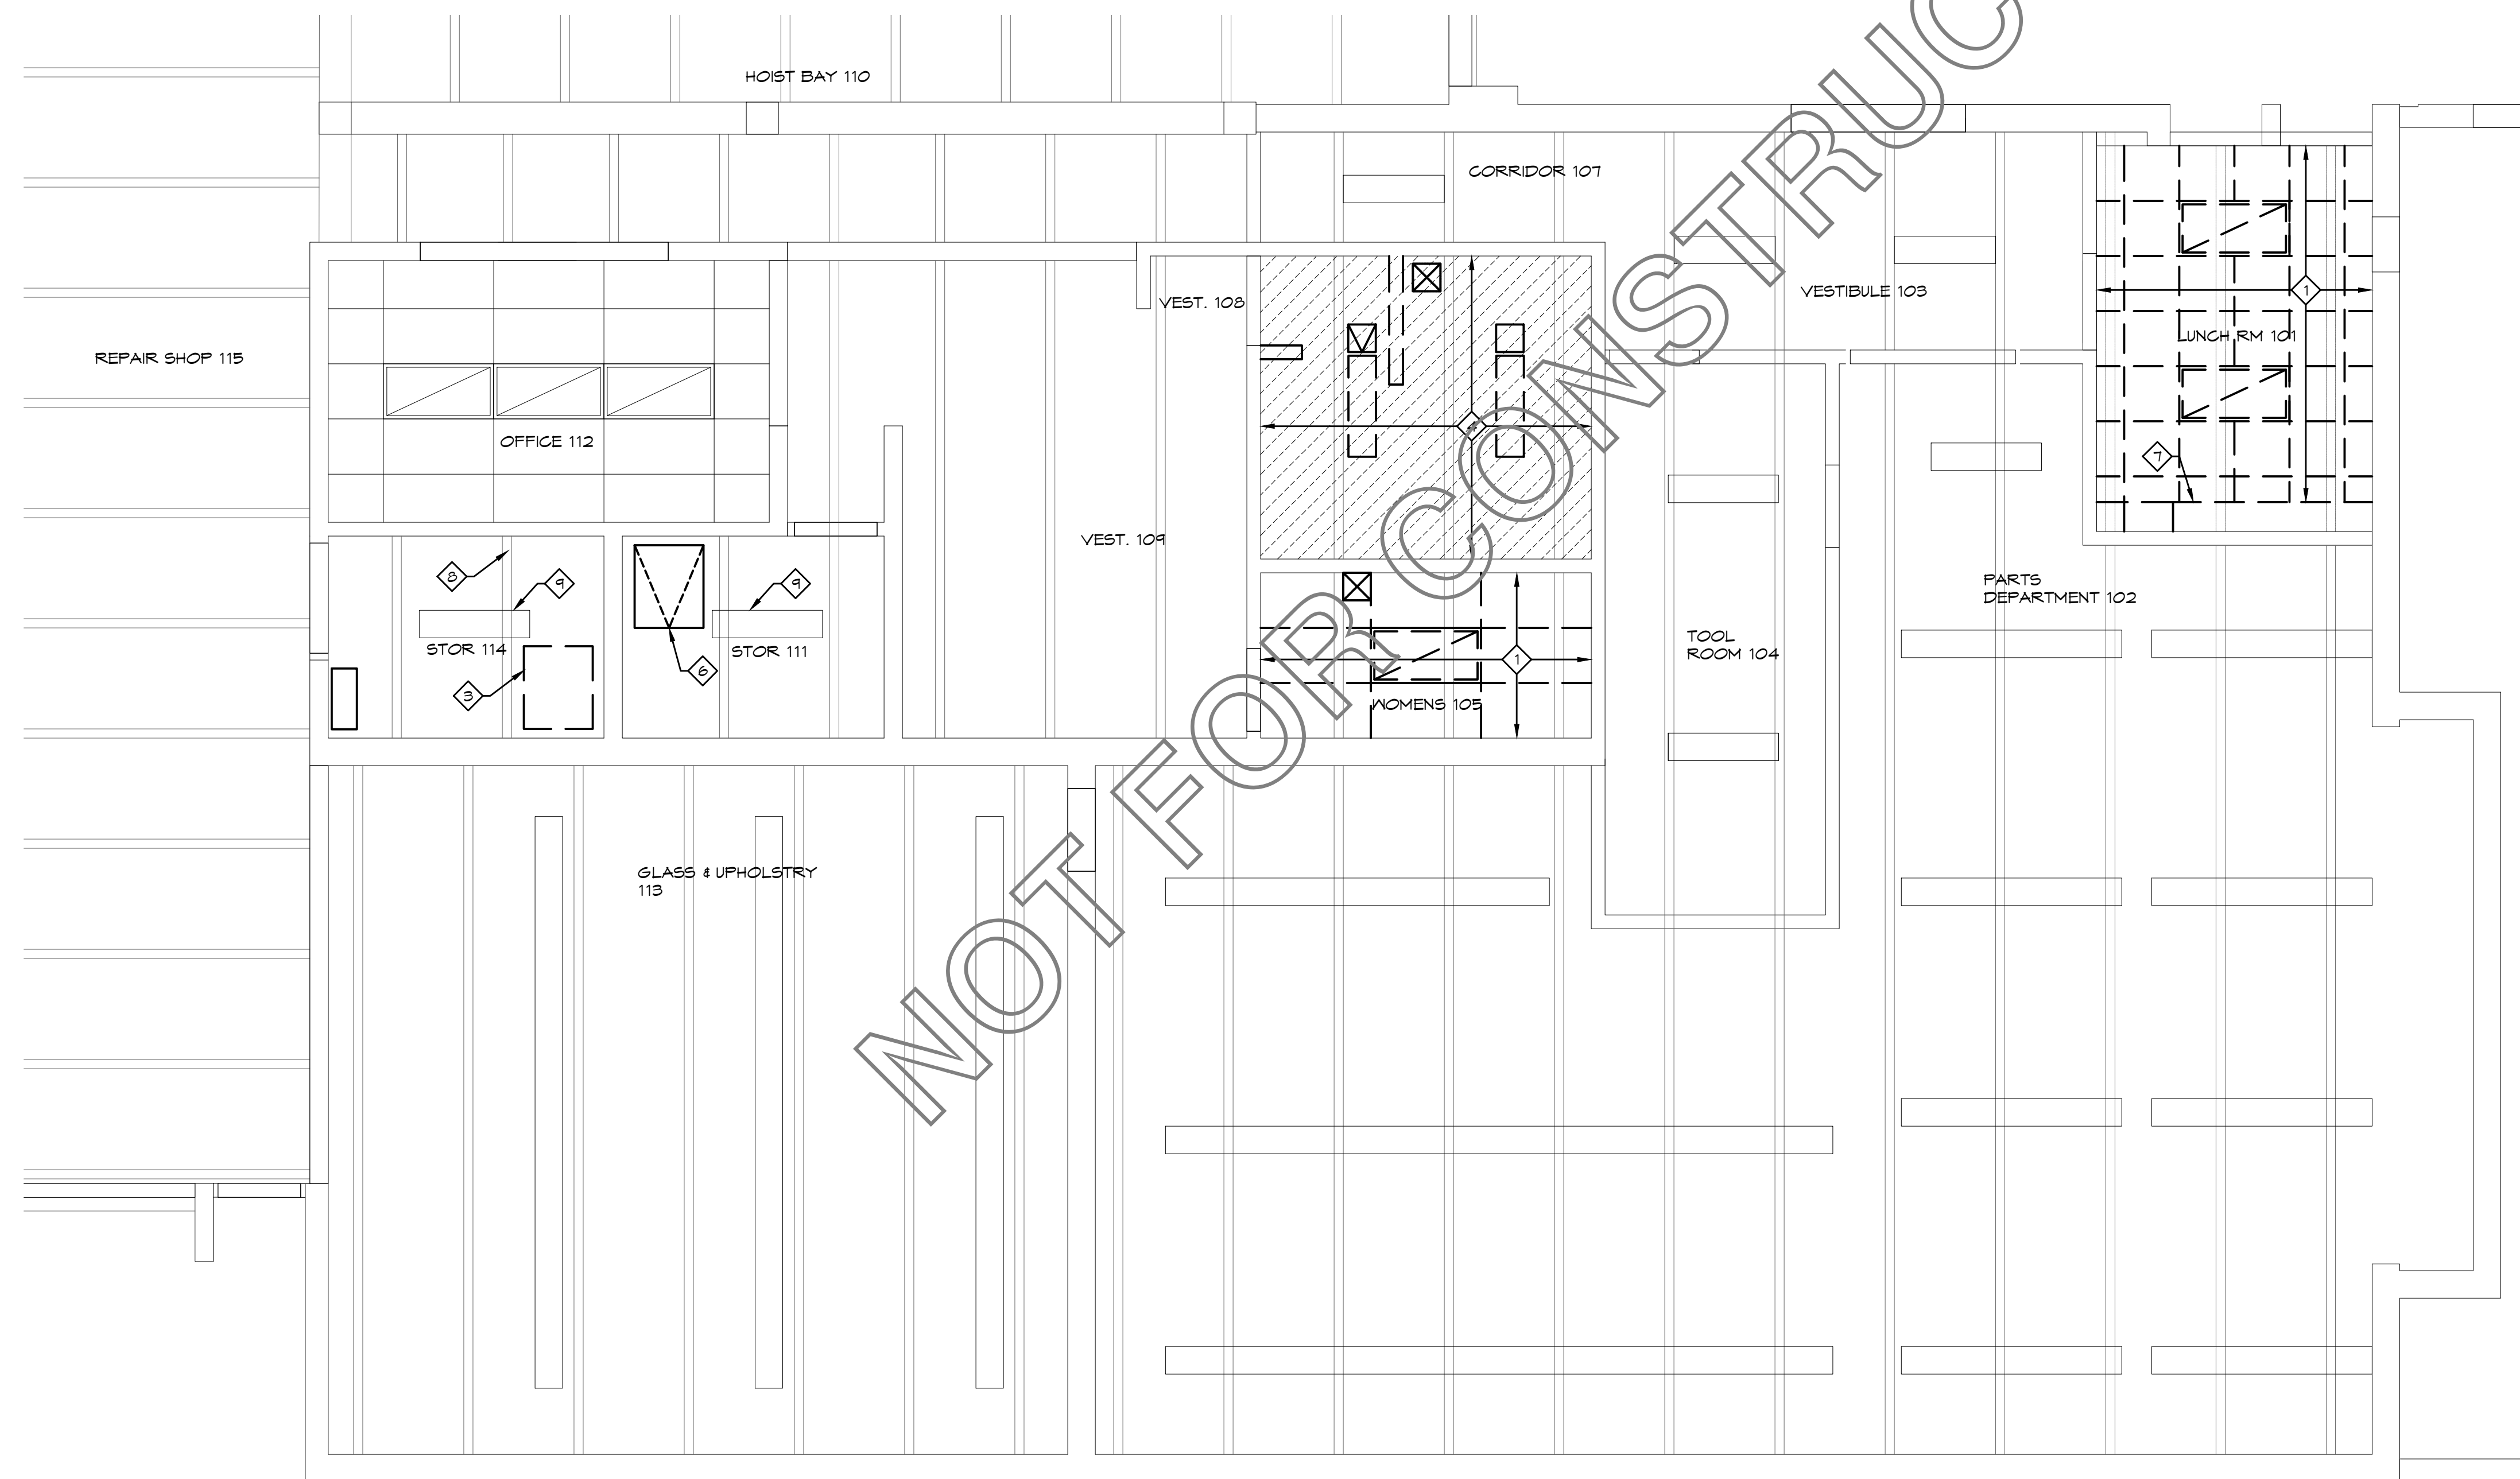 HOIST BAY 110
CORRIDOR 107
VESTIBULE 103
1
LUNCH RM 101
7
VEST. 108
REPAIR SHOP 115
OFFICE 112
4
VEST. 109
8
9
9
STOR 114
STOR 111
3
6
PARTS
DEPARTMENT 102
TOOL
ROOM 104
1
WOMENS 105
GLASS & UPHOLSTRY
113
NOT FOR CONSTRUC